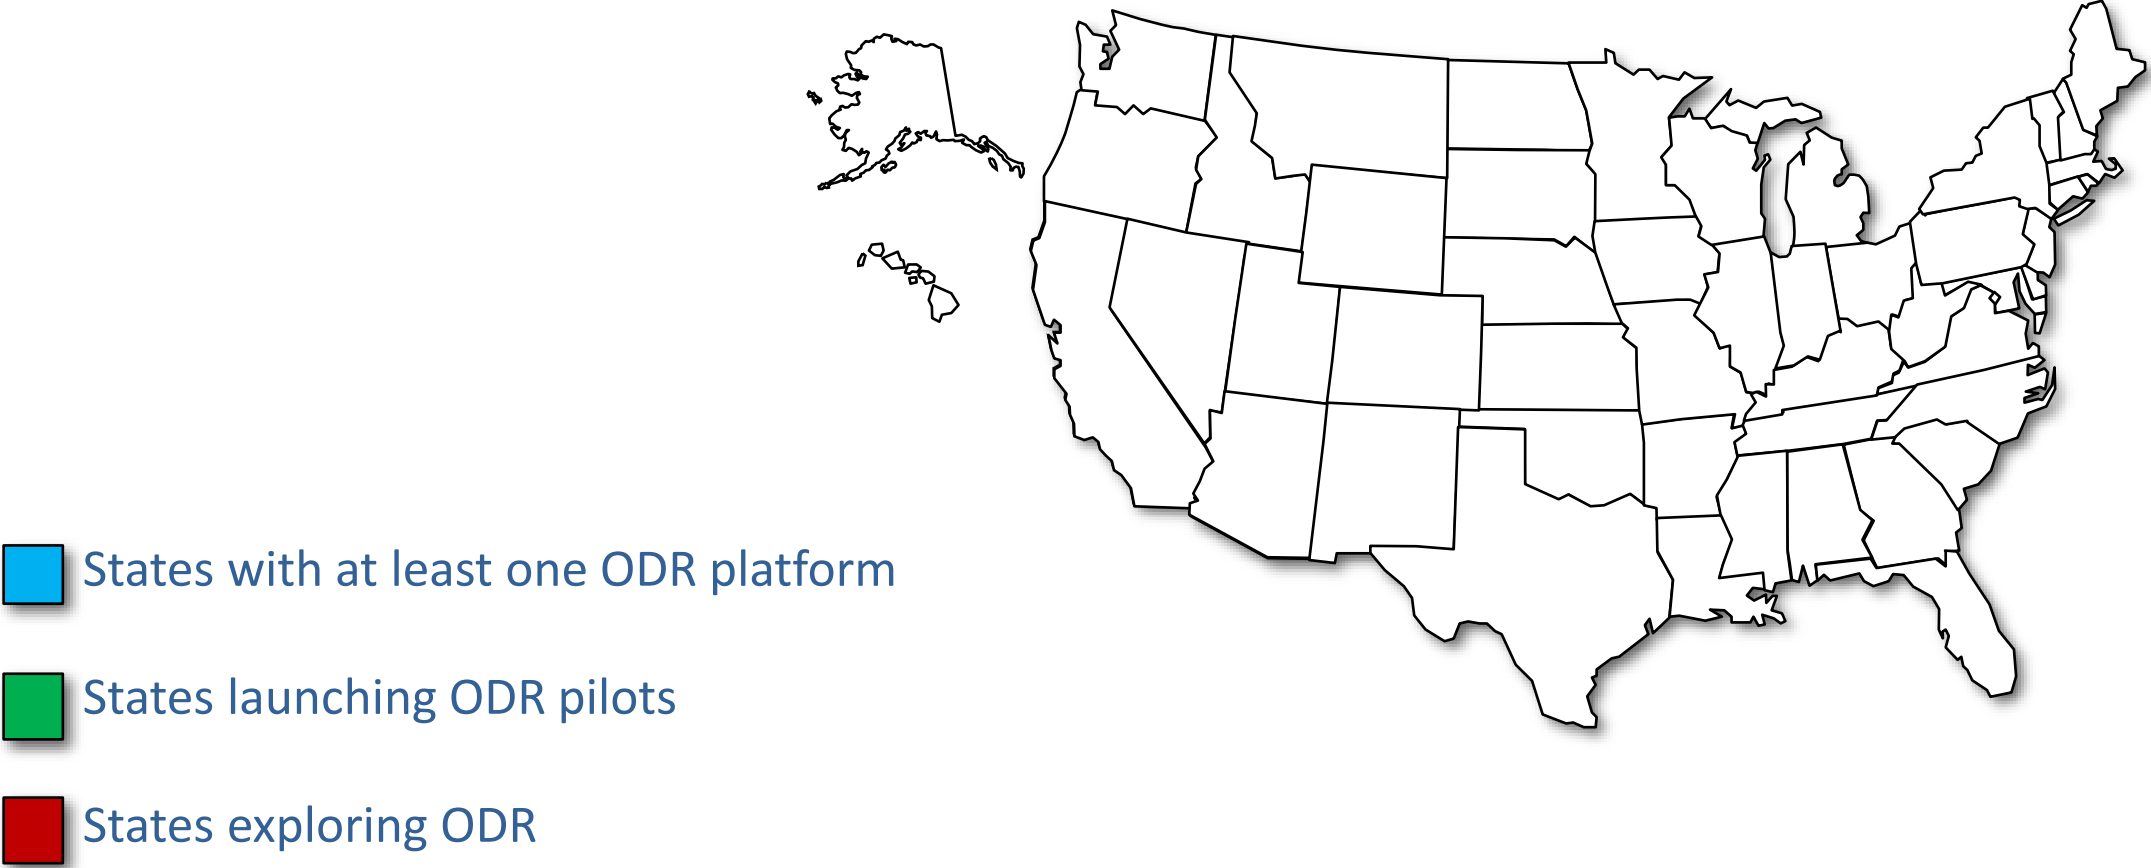 States with at least one ODR platform
States launching ODR pilots
States exploring ODR